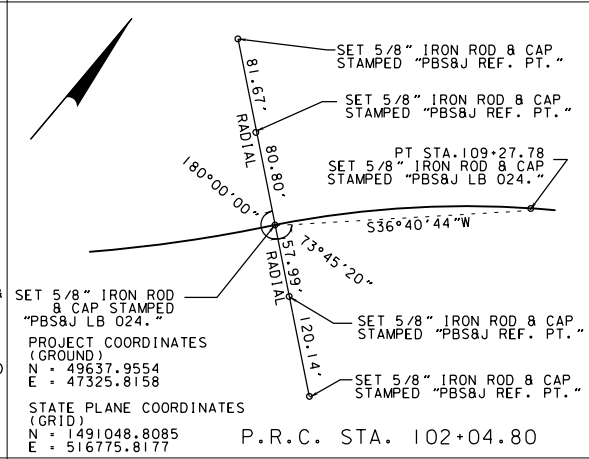 SET 5/8" IRON ROD & CAP
STAMPED "PBS&J REF. PT."
81.67'
SET 5/8" IRON ROD & CAP
STAMPED "PBS&J REF. PT."
RADIAL
80.80'
PT STA.109+27.78
SET 5/8" IRON ROD & CAP
STAMPED "PBS&J LB 024."
180°00'00"
S36°40'44"W
73°45'20"
57.99'
RADIAL
&
SET 5/8" IRON ROD
& CAP STAMPED
"PBS&J LB 024."
SET 5/8" IRON ROD & CAP
STAMPED "PBS&J REF. PT."
120.14'
SET 5/8" IRON ROD & CAP
STAMPED "PBS&J REF. PT."
PROJECT COORDINATES
(GROUND)
N = 49637.9554
E = 47325.8158
STATE PLANE COORDINATES
(GRID)
N = 1491048.8085
E = 516775.8177
P.R.C. STA. 102+04.80